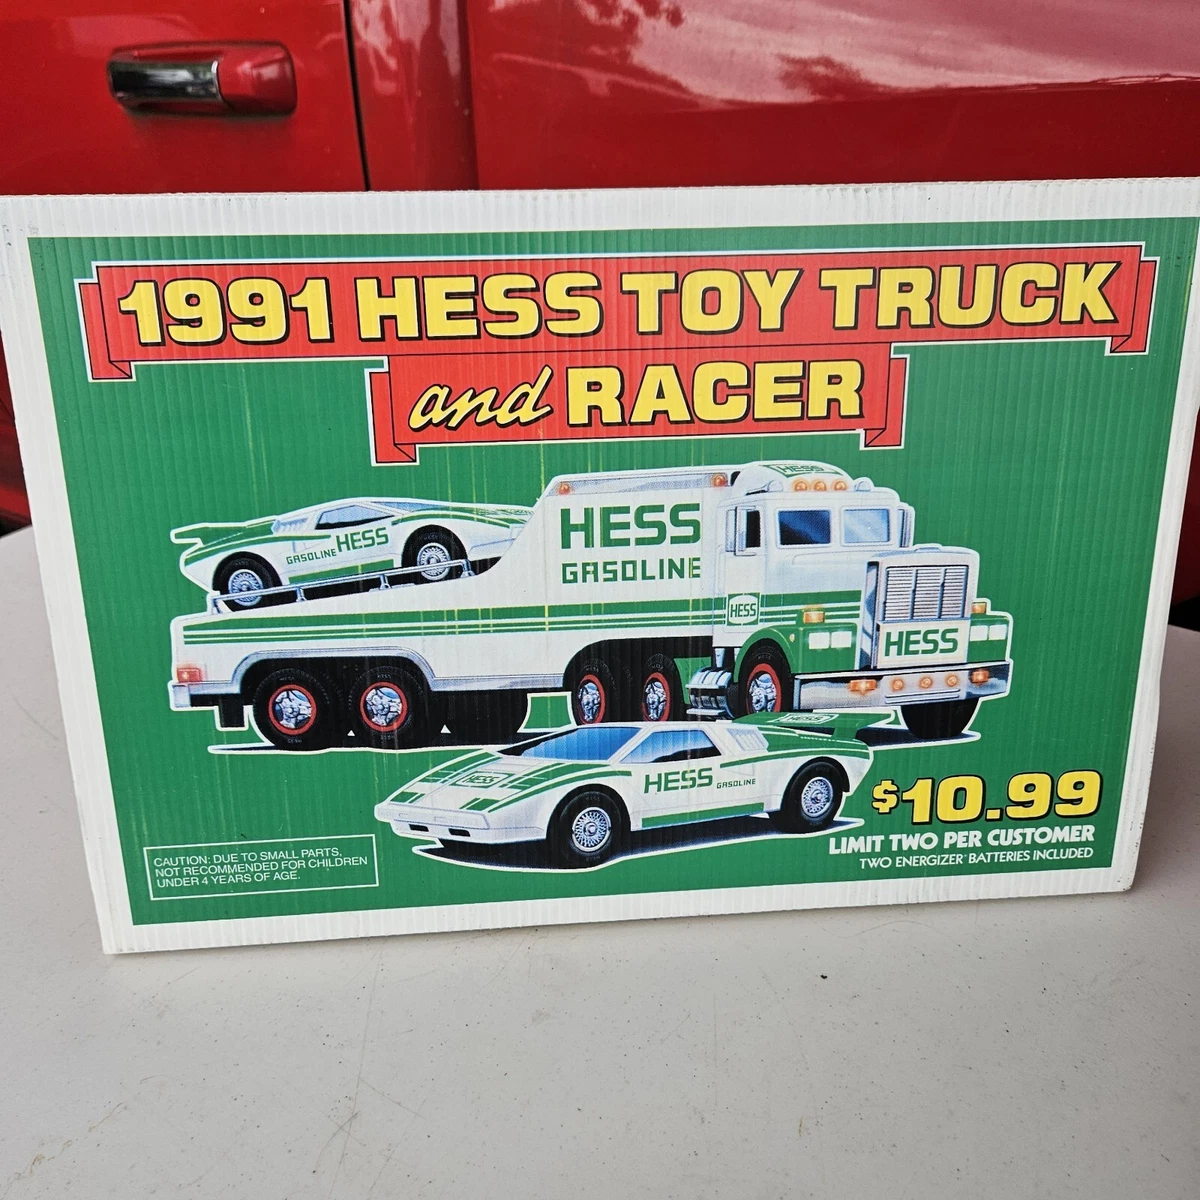 1991 HESS TOY TRUCK
and RACER
HESS
HESS
GASOLINE
GASOLINE HESS
HESS
HESS
HESS
HESS
HESS GASOLINE
$10.99
LIMIT TWO PER CUSTOMER
TWO ENERGIZER BATTERIES INCLUDED
CAUTION: DUE TO SMALL PARTS,
NOT RECOMMENDED FOR CHILDREN
UNDER 4 YEARS OF AGE.